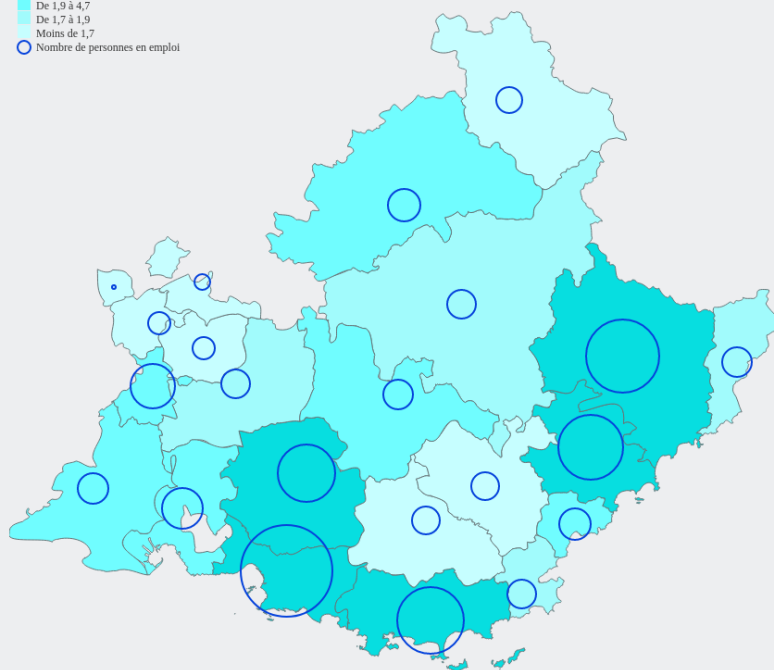 De 1,9 à 4,7
De 1,7 à 1,9
Moins de 1,7
Nombre de personnes en emploi